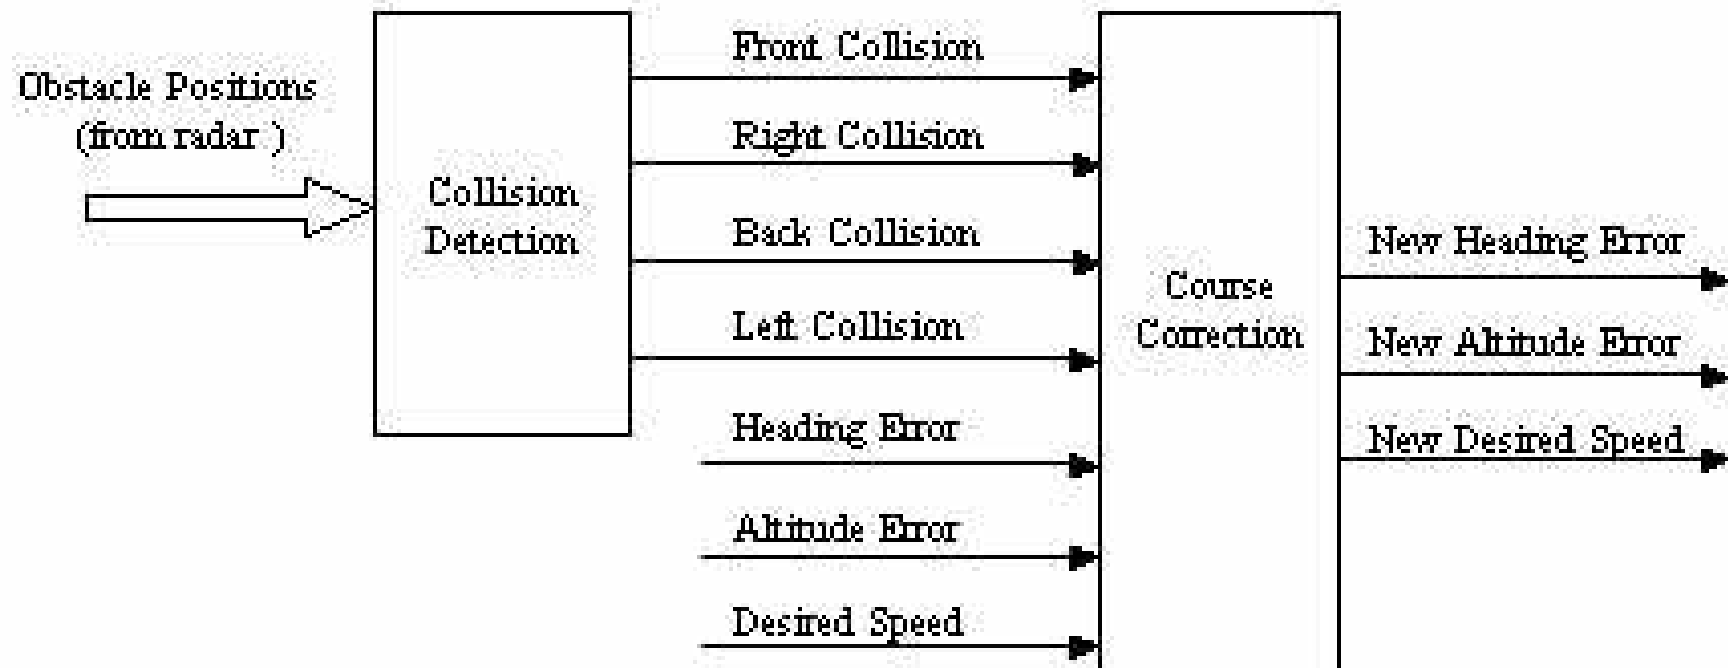 Obstacle Positions
(from radar )
Collision
Detection
Front Collision
Right Collision
Back Collision
Left Collision
Heading Error
Altitude Error
Desired Speed
Course
Correction
New Heading Error
New Altitude Error
New Desired Speed